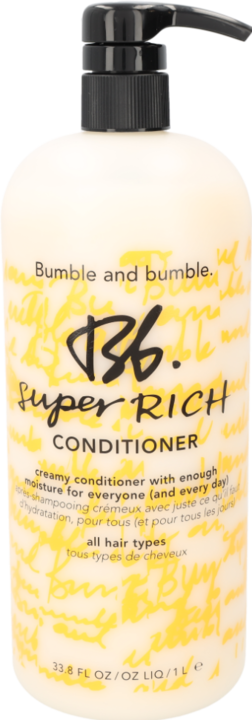 Bumble and bumble.
Bb.
super RICH
CONDITIONER
creamy conditioner with enough
moisture for everyone (and every day)
après-shampooing crémeux avec juste ce qu'il faut
d'hydratation, pour tous (et pour tous les jours)
all hair types
tous types de cheveux
33.8 FL OZ/OZ LIQ/1 L ℮